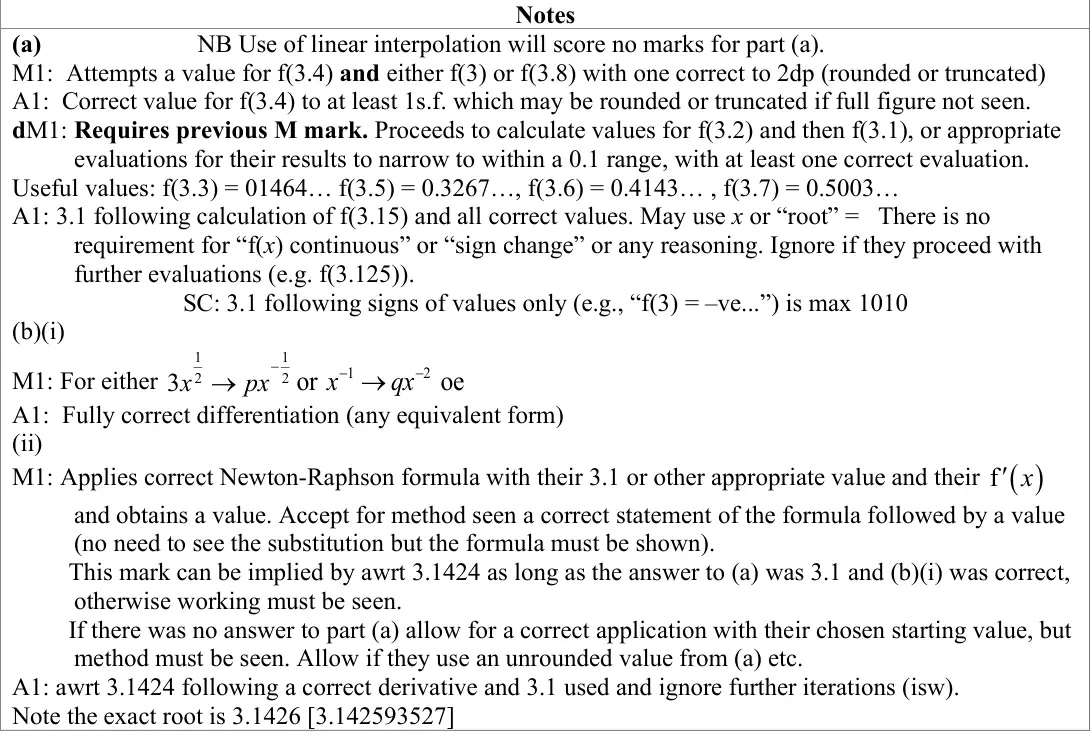 Notes
(a) NB Use of linear interpolation will score no marks for part (a).
M1: Attempts a value for f(3.4) and either f(3) or f(3.8) with one correct to 2dp (rounded or truncated)
A1: Correct value for f(3.4) to at least 1s.f. which may be rounded or truncated if full figure not seen.
dM1: Requires previous M mark. Proceeds to calculate values for f(3.2) and then f(3.1), or appropriate
evaluations for their results to narrow to within a 0.1 range, with at least one correct evaluation.
Useful values: f(3.3) = 01464… f(3.5) = 0.3267…, f(3.6) = 0.4143… , f(3.7) = 0.5003…
A1: 3.1 following calculation of f(3.15) and all correct values. May use x or “root” = There is no
requirement for “f(x) continuous” or “sign change” or any reasoning. Ignore if they proceed with
further evaluations (e.g. f(3.125)).
SC: 3.1 following signs of values only (e.g., “f(3) = –ve...”) is max 1010
(b)(i)
M1: For either 3x^{1/2} → px^{-1/2} or x^{−1} → qx^{−2} oe
A1: Fully correct differentiation (any equivalent form)
(ii)
M1: Applies correct Newton-Raphson formula with their 3.1 or other appropriate value and their f′(x)
and obtains a value. Accept for method seen a correct statement of the formula followed by a value
(no need to see the substitution but the formula must be shown).
This mark can be implied by awrt 3.1424 as long as the answer to (a) was 3.1 and (b)(i) was correct,
otherwise working must be seen.
If there was no answer to part (a) allow for a correct application with their chosen starting value, but
method must be seen. Allow if they use an unrounded value from (a) etc.
A1: awrt 3.1424 following a correct derivative and 3.1 used and ignore further iterations (isw).
Note the exact root is 3.1426 [3.142593527]